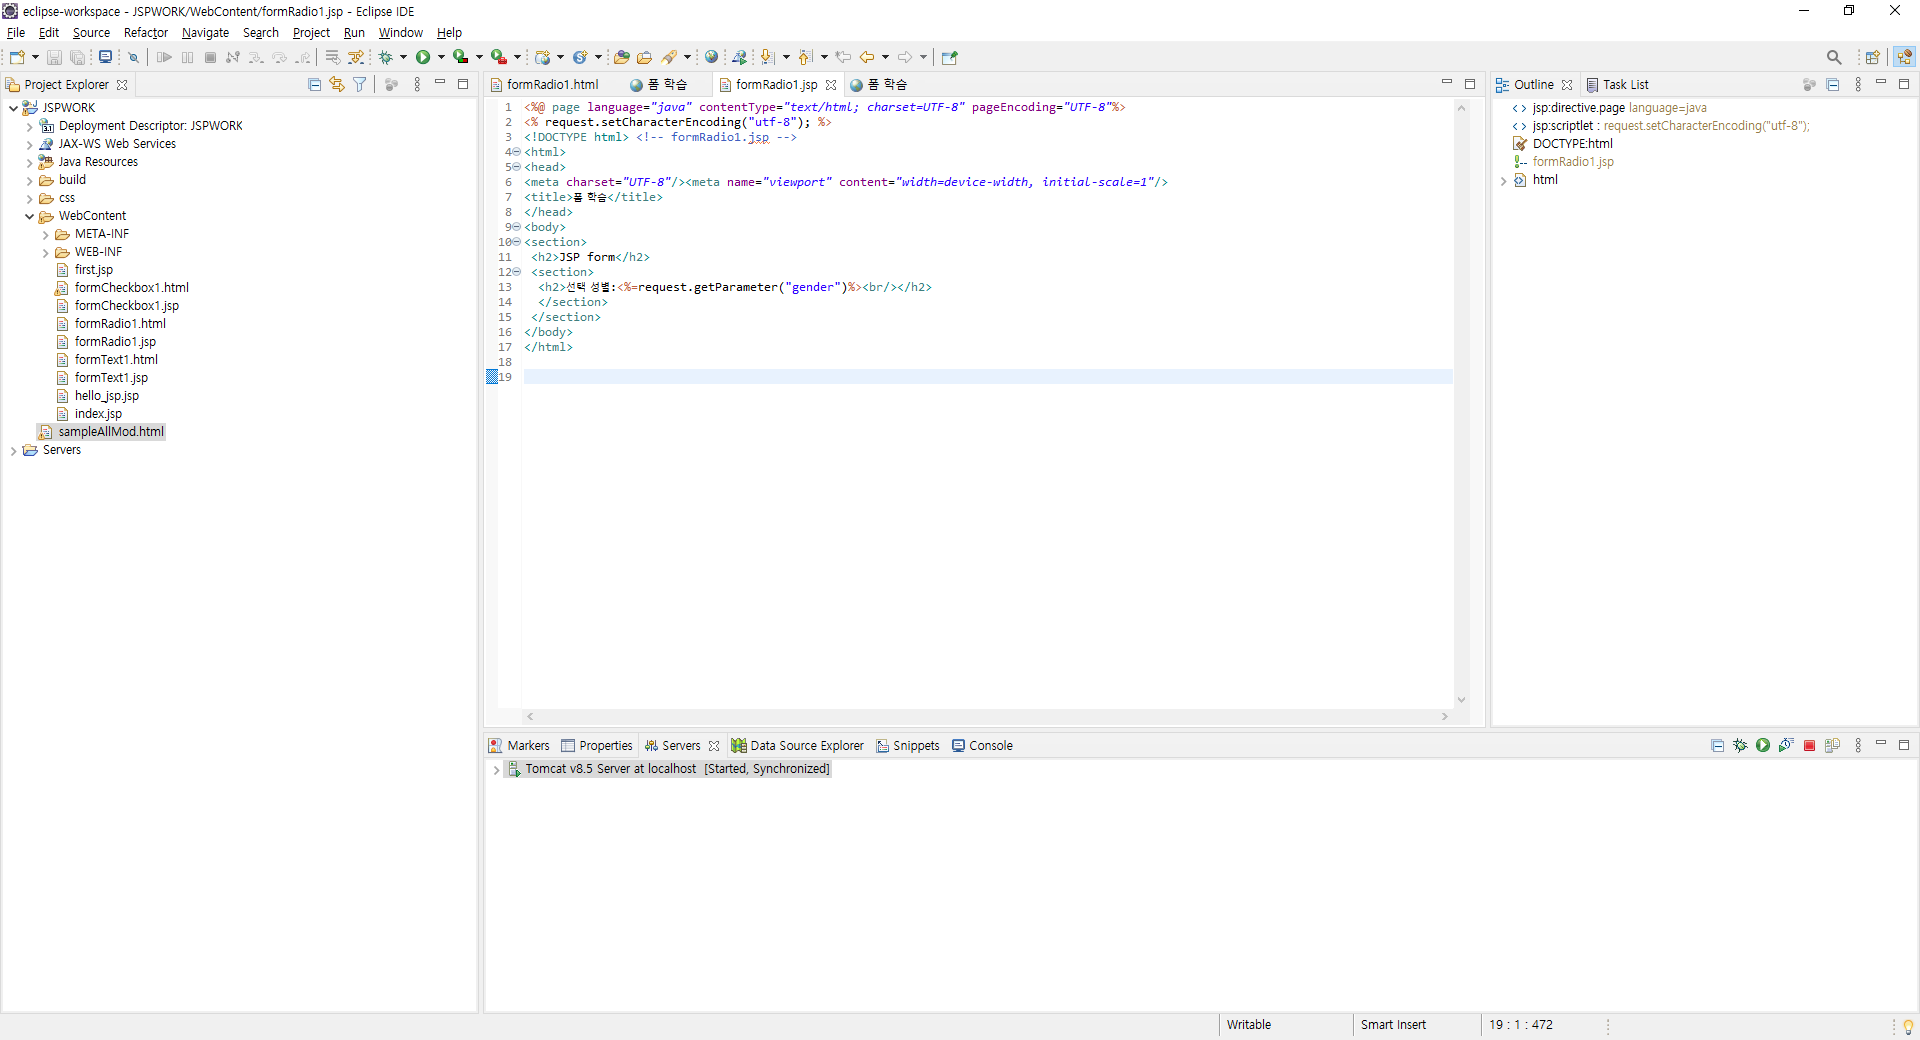 eclipse-workspace - JSPWORK/WebContent/formRadio1.jsp - Eclipse IDE
File Edit Source Refactor Navigate Search Project Run Window Help
Project Explorer
JSPWORK
Deployment Descriptor: JSPWORK
JAX-WS Web Services
Java Resources
build
css
WebContent
META-INF
WEB-INF
first.jsp
formCheckbox1.html
formCheckbox1.jsp
formRadio1.html
formRadio1.jsp
formText1.html
formText1.jsp
hello_jsp.jsp
index.jsp
sampleAllMod.html
Servers
formRadio1.html 폼 학습 formRadio1.jsp 폼 학습
1 <%@ page language="java" contentType="text/html; charset=UTF-8" pageEncoding="UTF-8"%>
2 <% request.setCharacterEncoding("utf-8"); %>
3 <!DOCTYPE html> <!-- formRadio1.jsp -->
4 <html>
5 <head>
6 <meta charset="UTF-8"/><meta name="viewport" content="width=device-width, initial-scale=1"/>
7 <title>폼 학습</title>
8 </head>
9 <body>
10 <section>
11 <h2>JSP form</h2>
12 <section>
13 <h2>선택 성별:<%=request.getParameter("gender")%><br/></h2>
14 </section>
15 </section>
16 </body>
17 </html>
18
19
Outline Task List
jsp:directive.page language=java
jsp:scriptlet : request.setCharacterEncoding("utf-8");
DOCTYPE:html
formRadio1.jsp
html
Markers Properties Servers Data Source Explorer Snippets Console
Tomcat v8.5 Server at localhost [Started, Synchronized]
Writable Smart Insert 19 : 1 : 472